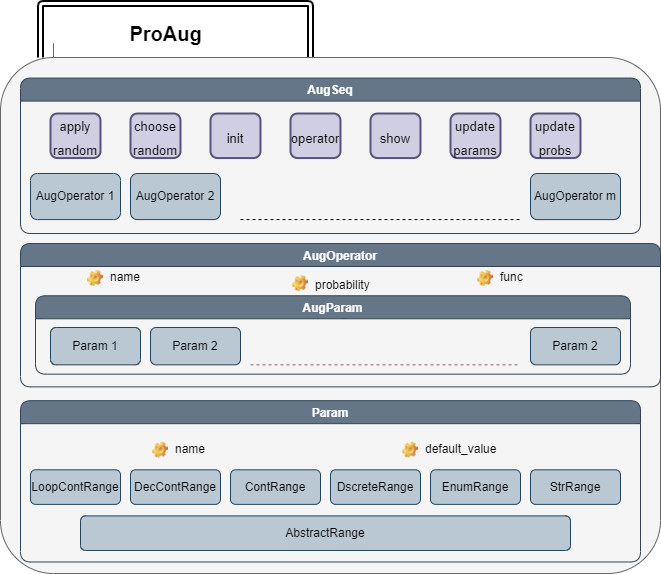 ProAug
AugSeq
apply random
choose random
init
operator
show
update params
update probs
AugOperator 1
AugOperator 2
AugOperator m
AugOperator
name
probability
func
AugParam
Param 1
Param 2
Param 2
Param
name
default_value
LoopContRange
DecContRange
ContRange
DscreteRange
EnumRange
StrRange
AbstractRange